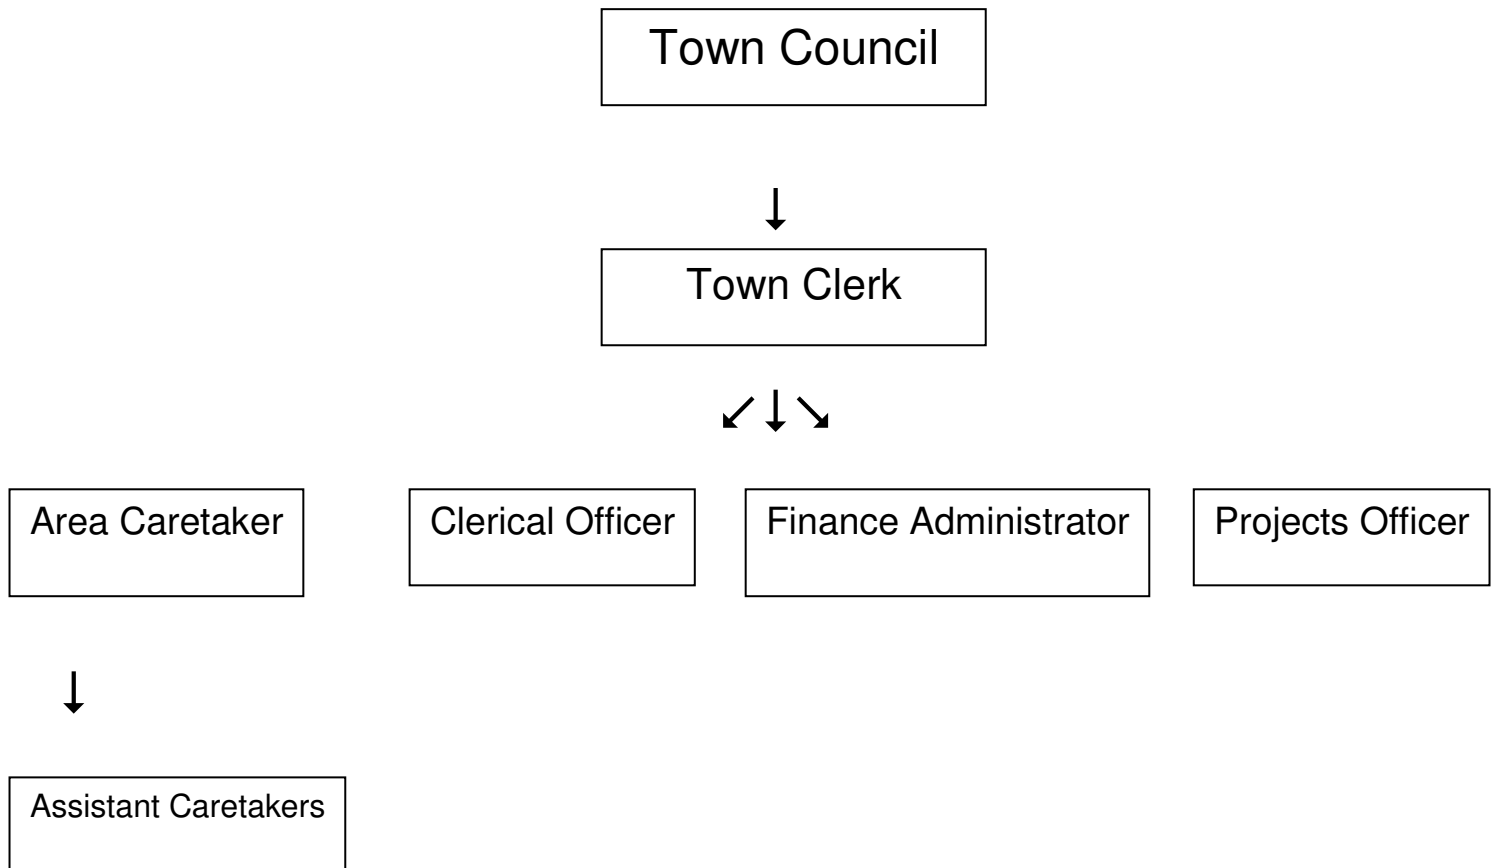 Town Council
↓
Town Clerk
↙↓↘
Area Caretaker
Clerical Officer
Finance Administrator
Projects Officer
↓
Assistant Caretakers